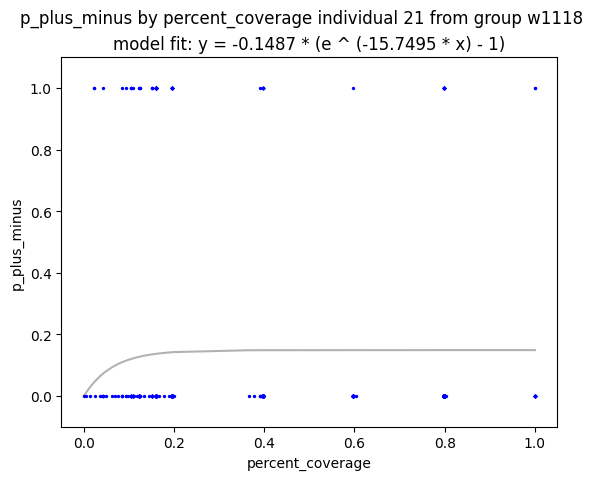 p_plus_minus by percent_coverage individual 21 from group w1118
model fit: y = -0.1487 * (e ^ (-15.7495 * x) - 1)
1.0
0.8
0.6
0.4
0.2
0.0
p_plus_minus
0.0 0.2 0.4 0.6 0.8 1.0
percent_coverage